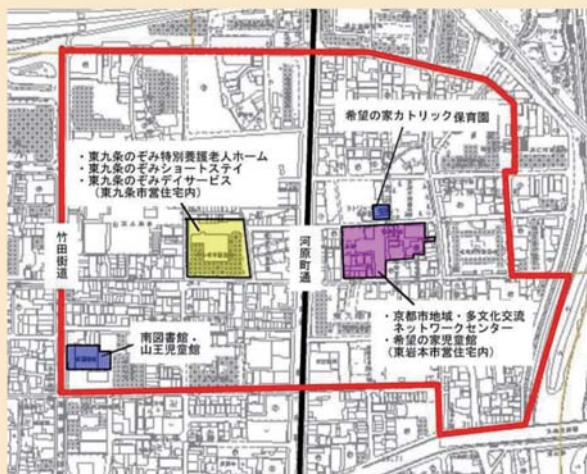 希望の家カトリック保育園
・東九条のぞみ特別養護老人ホーム
・東九条のぞみショートステイ
・東九条のぞみデイサービス
（東九条市営住宅内）
竹田街道
河原町通
・京都市地域・多文化交流
ネットワークセンター
・希望の家児童館
（東岩本市営住宅内）
南図書館・
山王児童館